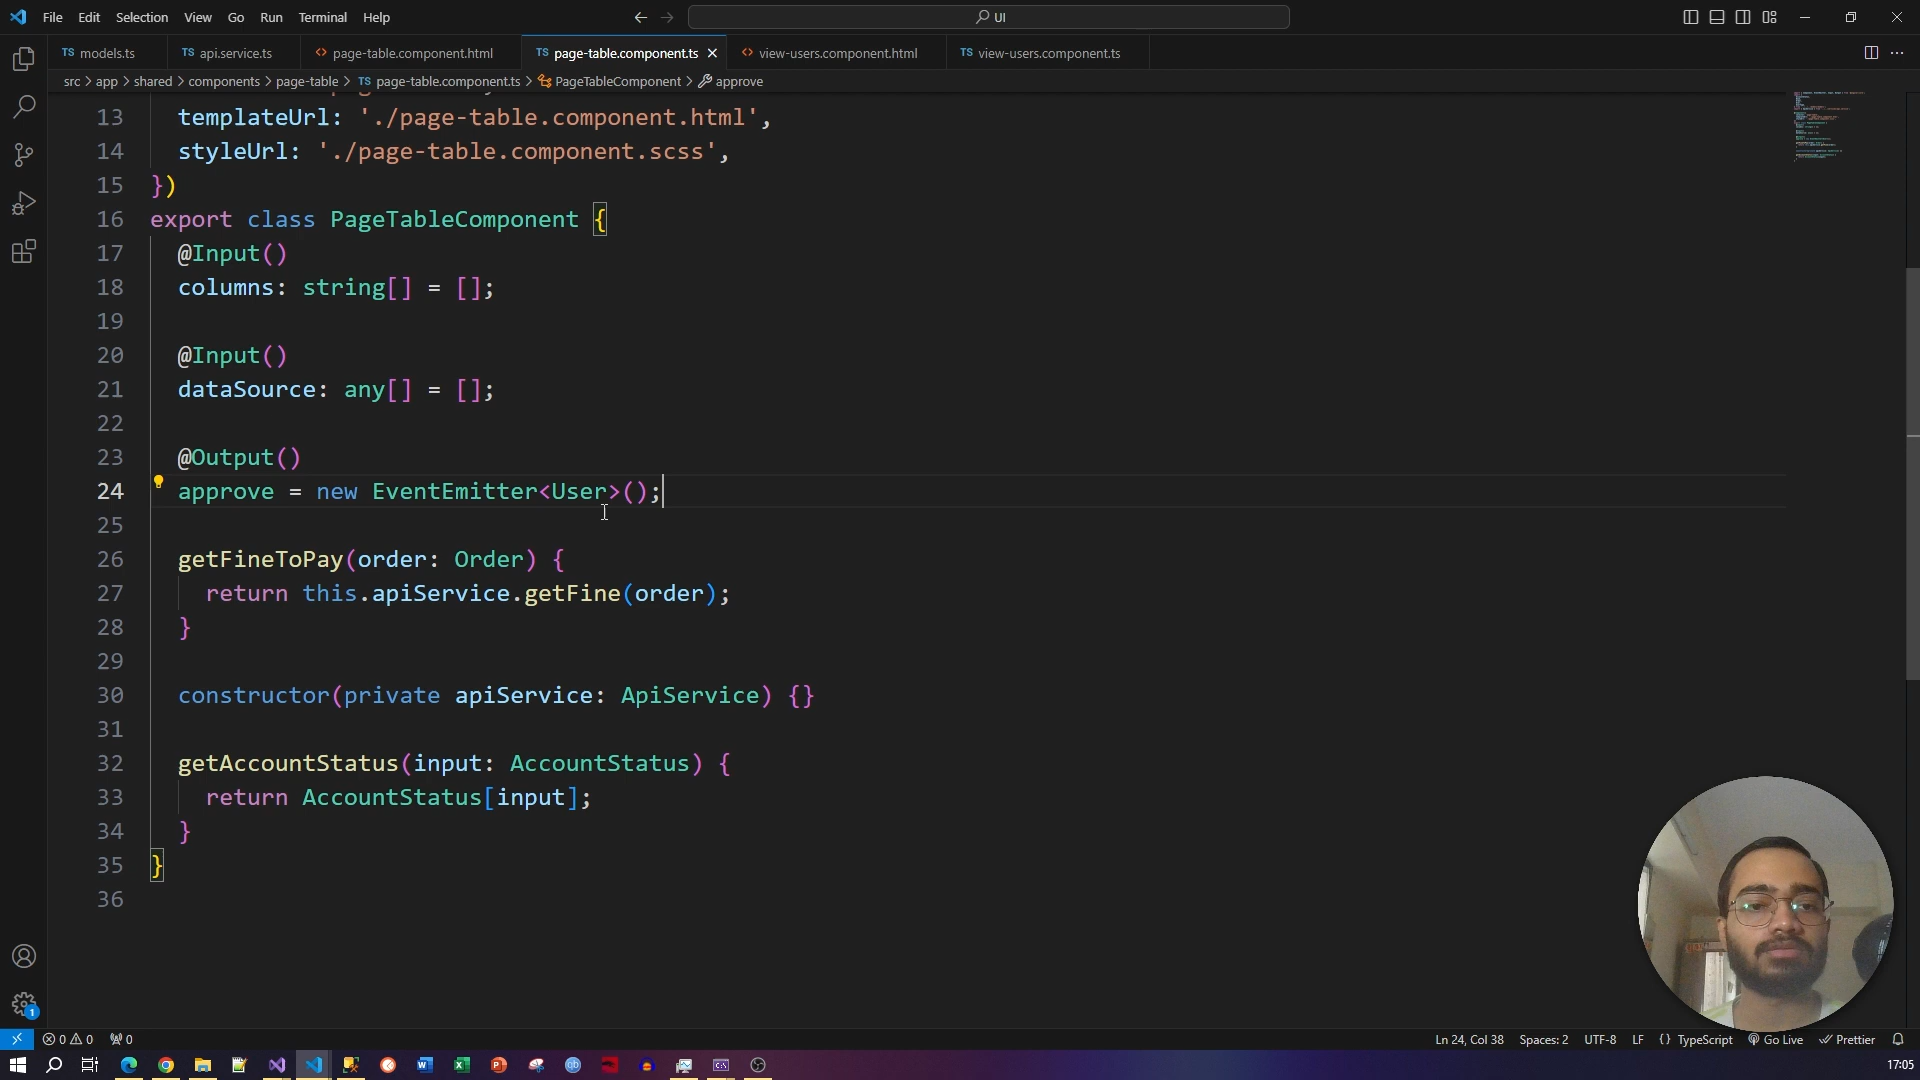 File Edit Selection View Go Run Terminal Help
UI
TS models.ts
TS api.service.ts
<> page-table.component.html
TS page-table.component.ts
<> view-users.component.html
TS view-users.component.ts
src > app > shared > components > page-table > TS page-table.component.ts > PageTableComponent > approve
13 templateUrl: './page-table.component.html',
14 styleUrl: './page-table.component.scss',
15 })
16 export class PageTableComponent {
17 @Input()
18 columns: string[] = [];
19
20 @Input()
21 dataSource: any[] = [];
22
23 @Output()
24 approve = new EventEmitter<User>();
25
26 getFineToPay(order: Order) {
27 return this.apiService.getFine(order);
28 }
29
30 constructor(private apiService: ApiService) {}
31
32 getAccountStatus(input: AccountStatus) {
33 return AccountStatus[input];
34 }
35 }
36
1
0 0 0
Ln 24, Col 38 Spaces: 2 UTF-8 LF {} TypeScript Go Live Prettier
17:05